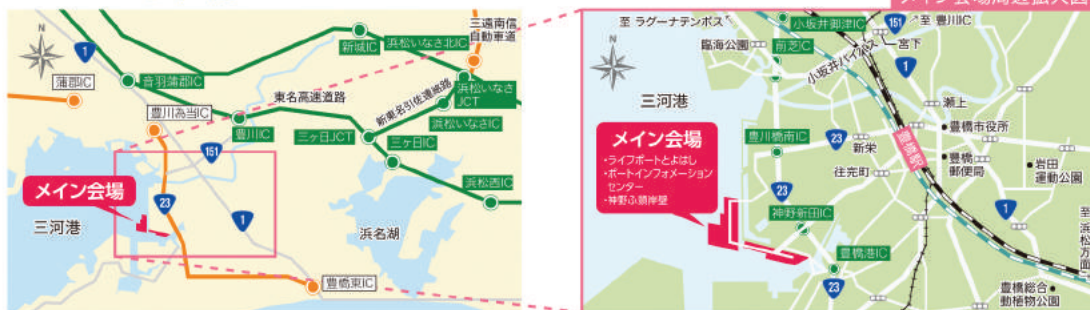 N
1
蒲郡IC
音羽蒲郡IC
新城IC
浜松いなさ北IC
三遠南信
自動車道
豊川為当IC
東名高速道路
新東名引佐連絡路
浜松いなさ
JCT
浜松いなさIC
豊川IC
三ヶ日JCT
三ヶ日IC
151
浜松西IC
メイン会場
23
三河港
1
浜名湖
豊橋東IC
メイン会場周辺拡大図
N
至 ラグーナテンボス
小坂井御津IC
151
至 豊川IC
臨海公園
前芝IC
宮下
小坂井バイパス
1
三河港
瀬上
メイン会場
・ライフポートとよはし
・ポートインフォメーション
センター
・神野ふ頭岸壁
豊川橋南IC
23
新栄
豊橋市役所
豊橋駅
豊橋
郵便局
岩田
運動公園
往完町
23
神野新田IC
1
至 浜松方面
豊橋港IC
23
豊橋総合
動植物公園